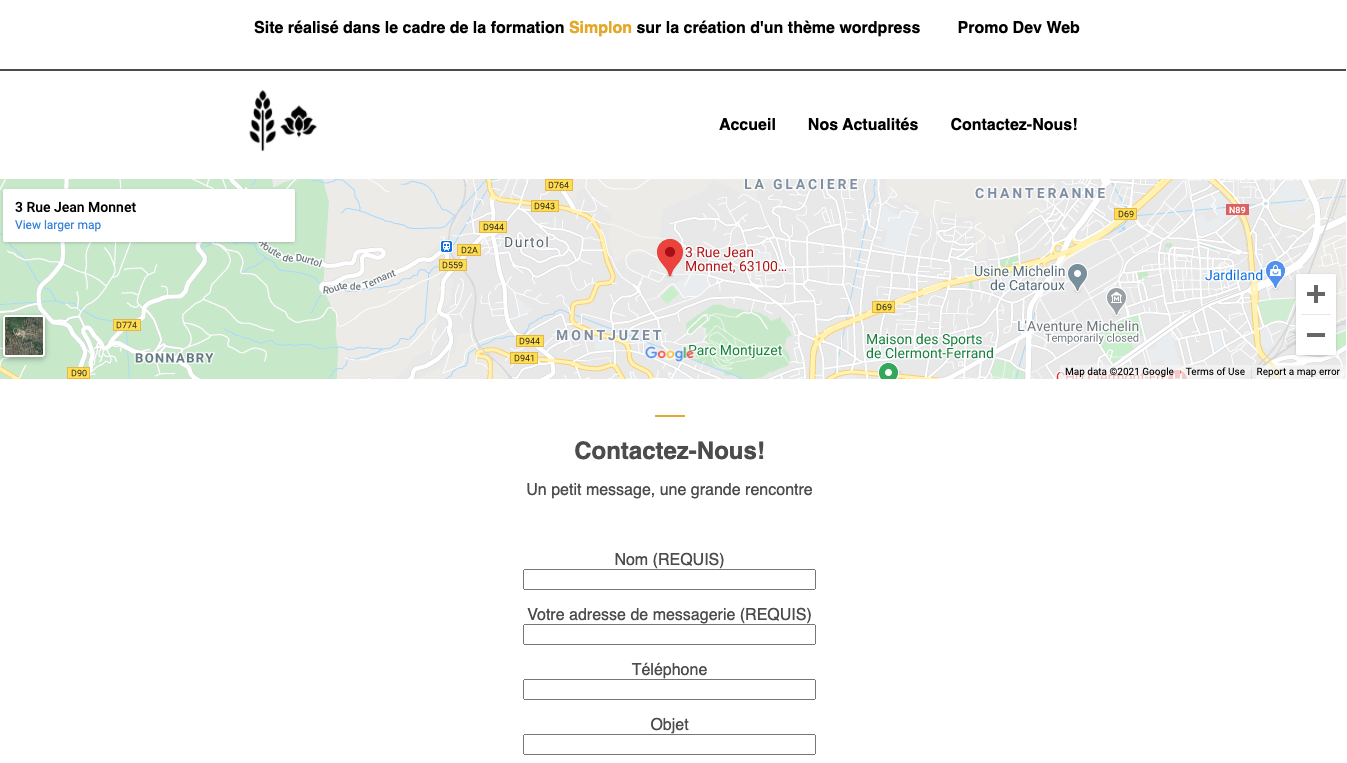 Site réalisé dans le cadre de la formation Simplon sur la création d'un thème wordpress
Promo Dev Web
Accueil
Nos Actualités
Contactez-Nous!
3 Rue Jean Monnet
View larger map
D764
LA GLACIERE
CHANTERANNE
D943
D69
N89
D944
Durtol
D2A
D559
Route de Durtol
Route de Ternant
3 Rue Jean
Monnet, 63100...
Usine Michelin
de Cataroux
Jardiland
D69
D774
L'Aventure Michelin
Temporarily closed
MONTJUZET
D944
D941
BONNABRY
Google
Parc Montjuzet
Maison des Sports
de Clermont-Ferrand
D90
Map data ©2021 Google
Terms of Use
Report a map error
Contactez-Nous!
Un petit message, une grande rencontre
Nom (REQUIS)
Votre adresse de messagerie (REQUIS)
Téléphone
Objet